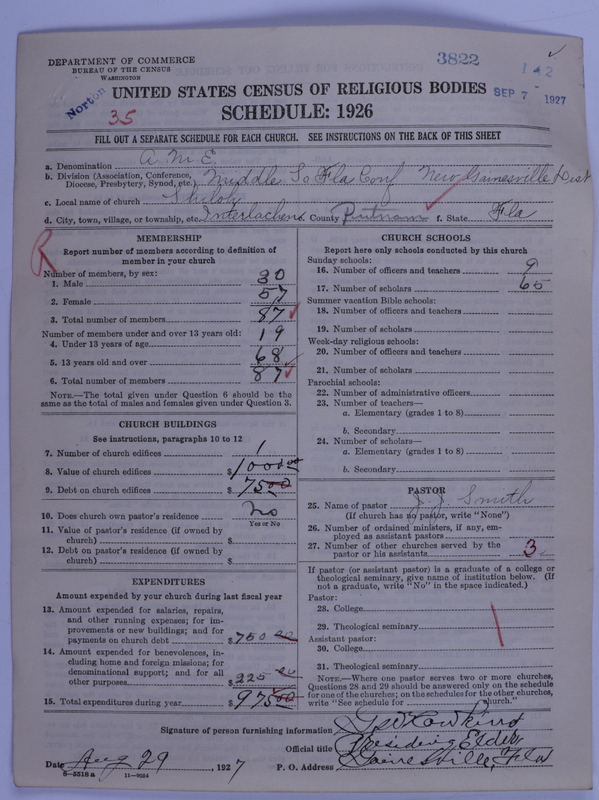 DEPARTMENT OF COMMERCE
BUREAU OF THE CENSUS
WASHINGTON
3822
142
Norton
35
UNITED STATES CENSUS OF RELIGIOUS BODIES
SEP 7 1927
SCHEDULE: 1926
FILL OUT A SEPARATE SCHEDULE FOR EACH CHURCH. SEE INSTRUCTIONS ON THE BACK OF THIS SHEET
a. Denomination A M E
b. Division (Association, Conference, Diocese, Presbytery, Synod, etc.) Middle So Fla Conf New Gainesville Dist
c. Local name of church Shiloh
d. City, town, village, or township, etc. Interlachen e. County Putnam f. State Fla
R
MEMBERSHIP
Report number of members according to definition of
member in your church
Number of members, by sex:
1. Male 30
2. Female 57
3. Total number of members 87
Number of members under and over 13 years old:
4. Under 13 years of age 19
5. 13 years old and over 68
6. Total number of members 87
NOTE.—The total given under Question 6 should be
the same as the total of males and females given under Question 3.
CHURCH BUILDINGS
See instructions, paragraphs 10 to 12
7. Number of church edifices 1
8. Value of church edifices $1000 00
9. Debt on church edifices $75 00
10. Does church own pastor's residence No
Yes or No
11. Value of pastor's residence (if owned by
church) $
12. Debt on pastor's residence (if owned by
church) $
EXPENDITURES
Amount expended by your church during last fiscal year
13. Amount expended for salaries, repairs,
and other running expenses; for im-
provements or new buildings; and for
payments on church debt $750 00
14. Amount expended for benevolences, in-
cluding home and foreign missions; for
denominational support; and for all
other purposes $225 00
15. Total expenditures during year $975 00
CHURCH SCHOOLS
Report here only schools conducted by this church
Sunday schools:
16. Number of officers and teachers 9
17. Number of scholars 65
Summer vacation Bible schools:
18. Number of officers and teachers
19. Number of scholars
Week-day religious schools:
20. Number of officers and teachers
21. Number of scholars
Parochial schools:
22. Number of administrative officers
23. Number of teachers—
a. Elementary (grades 1 to 8)
b. Secondary
24. Number of scholars—
a. Elementary (grades 1 to 8)
b. Secondary
PASTOR
25. Name of pastor J. J. Smith
(If church has no pastor, write "None")
26. Number of ordained ministers, if any, em-
ployed as assistant pastors
27. Number of other churches served by the
pastor or his assistants 3
If pastor (or assistant pastor) is a graduate of a college or
theological seminary, give name of institution below. (If
not a graduate, write "No" in the space indicated.)
Pastor:
28. College
29. Theological seminary
Assistant pastor:
30. College
31. Theological seminary
NOTE.—Where one pastor serves two or more churches,
Questions 28 and 29 should be answered only on the schedule
for one of the churches; on the schedules for the other churches,
write "See schedule for church."
Signature of person furnishing information Hawkins
Official title Presiding Elder
Date Aug 29, 1927 P. O. Address Gainesville, Fla
8—5518 a 11—9034